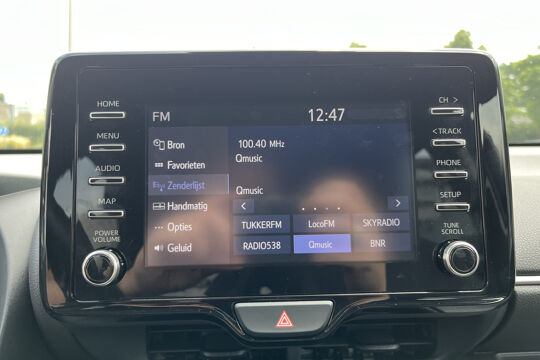 HOME
MENU
AUDIO
MAP
POWER
VOLUME
FM
12:47
Bron
Favorieten
Zenderlijst
Handmatig
Opties
Geluid
100.40 MHz
Qmusic
Qmusic
<
>
TUKKERFM LocoFM SKYRADIO
RADIO538 Qmusic BNR
CH >
< TRACK
PHONE
SETUP
TUNE
SCROLL